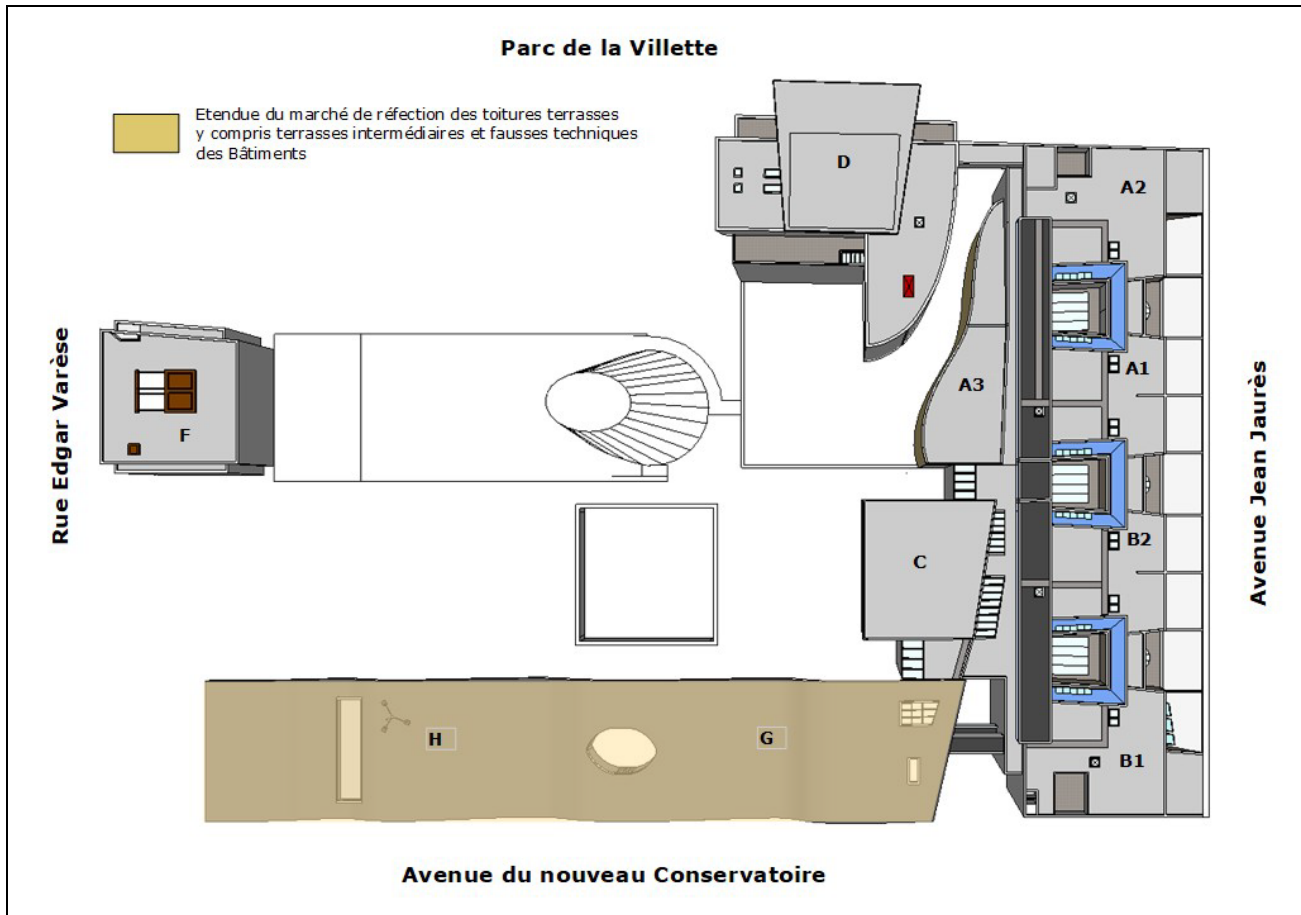 Parc de la Villette
Etendue du marché de réfection des toitures terrasses
y compris terrasses intermédiaires et fausses techniques
des Bâtiments
D
A2
A1
A3
Rue Edgar Varèse
F
Avenue Jean Jaurès
C
B2
H
G
B1
Avenue du nouveau Conservatoire